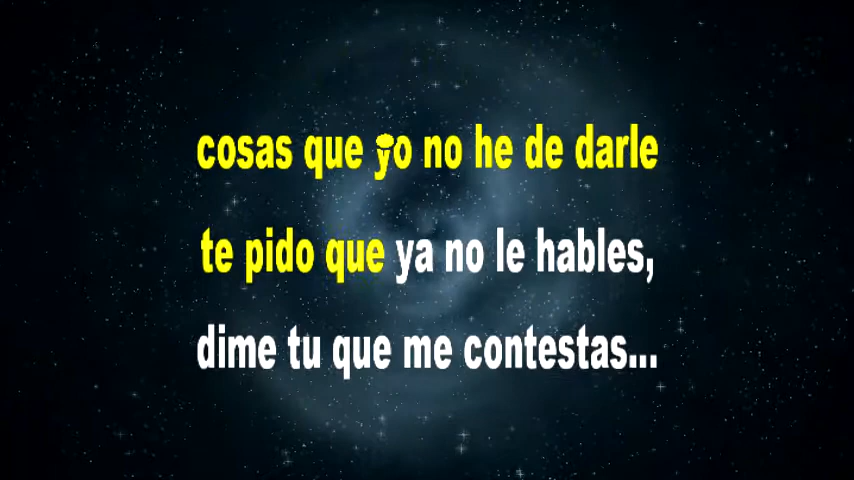 cosas que yo no he de darle
te pido que ya no le hables,
dime tu que me contestas...